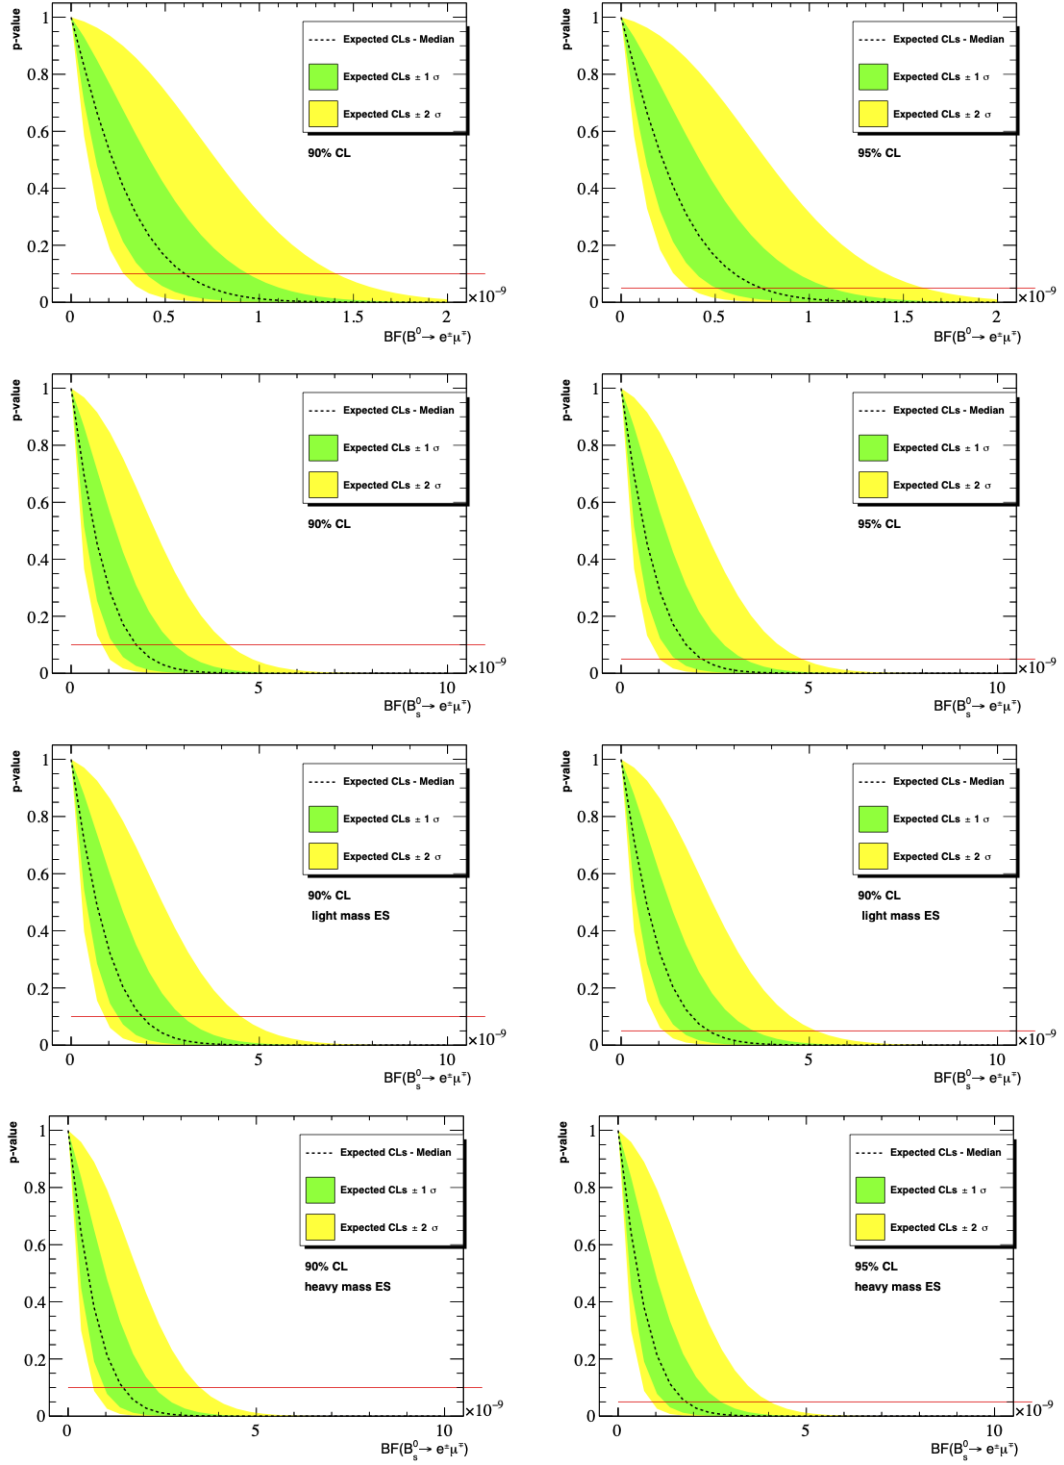 p-value
1
0.8
0.6
0.4
0.2
0
Expected CLs - Median
Expected CLs ± 1 σ
Expected CLs ± 2 σ
90% CL
0 0.5 1 1.5 2
×10⁻⁹
BF(B⁰→ e±μ∓)
p-value
1
0.8
0.6
0.4
0.2
0
Expected CLs - Median
Expected CLs ± 1 σ
Expected CLs ± 2 σ
95% CL
0 0.5 1 1.5 2
×10⁻⁹
BF(B⁰→ e±μ∓)
p-value
1
0.8
0.6
0.4
0.2
0
Expected CLs - Median
Expected CLs ± 1 σ
Expected CLs ± 2 σ
90% CL
0 5 10
×10⁻⁹
BF(B⁰ₛ→ e±μ∓)
p-value
1
0.8
0.6
0.4
0.2
0
Expected CLs - Median
Expected CLs ± 1 σ
Expected CLs ± 2 σ
95% CL
0 5 10
×10⁻⁹
BF(B⁰ₛ→ e±μ∓)
p-value
1
0.8
0.6
0.4
0.2
0
Expected CLs - Median
Expected CLs ± 1 σ
Expected CLs ± 2 σ
90% CL
light mass ES
0 5 10
×10⁻⁹
BF(B⁰ₛ→ e±μ∓)
p-value
1
0.8
0.6
0.4
0.2
0
Expected CLs - Median
Expected CLs ± 1 σ
Expected CLs ± 2 σ
90% CL
light mass ES
0 5 10
×10⁻⁹
BF(B⁰ₛ→ e±μ∓)
p-value
1
0.8
0.6
0.4
0.2
0
Expected CLs - Median
Expected CLs ± 1 σ
Expected CLs ± 2 σ
90% CL
heavy mass ES
0 5 10
×10⁻⁹
BF(B⁰ₛ→ e±μ∓)
p-value
1
0.8
0.6
0.4
0.2
0
Expected CLs - Median
Expected CLs ± 1 σ
Expected CLs ± 2 σ
95% CL
heavy mass ES
0 5 10
×10⁻⁹
BF(B⁰ₛ→ e±μ∓)